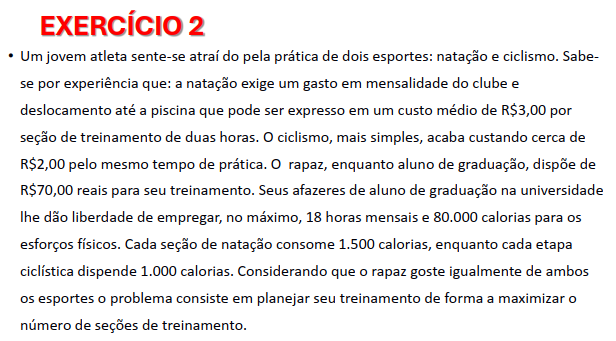 EXERCÍCIO 2
• Um jovem atleta sente-se atraí do pela prática de dois esportes: natação e ciclismo. Sabe-
se por experiência que: a natação exige um gasto em mensalidade do clube e
deslocamento até a piscina que pode ser expresso em um custo médio de R$3,00 por
seção de treinamento de duas horas. O ciclismo, mais simples, acaba custando cerca de
R$2,00 pelo mesmo tempo de prática. O  rapaz, enquanto aluno de graduação, dispõe de
R$70,00 reais para seu treinamento. Seus afazeres de aluno de graduação na universidade
lhe dão liberdade de empregar, no máximo, 18 horas mensais e 80.000 calorias para os
esforços físicos. Cada seção de natação consome 1.500 calorias, enquanto cada etapa
ciclística dispende 1.000 calorias. Considerando que o rapaz goste igualmente de ambos
os esportes o problema consiste em planejar seu treinamento de forma a maximizar o
número de seções de treinamento.